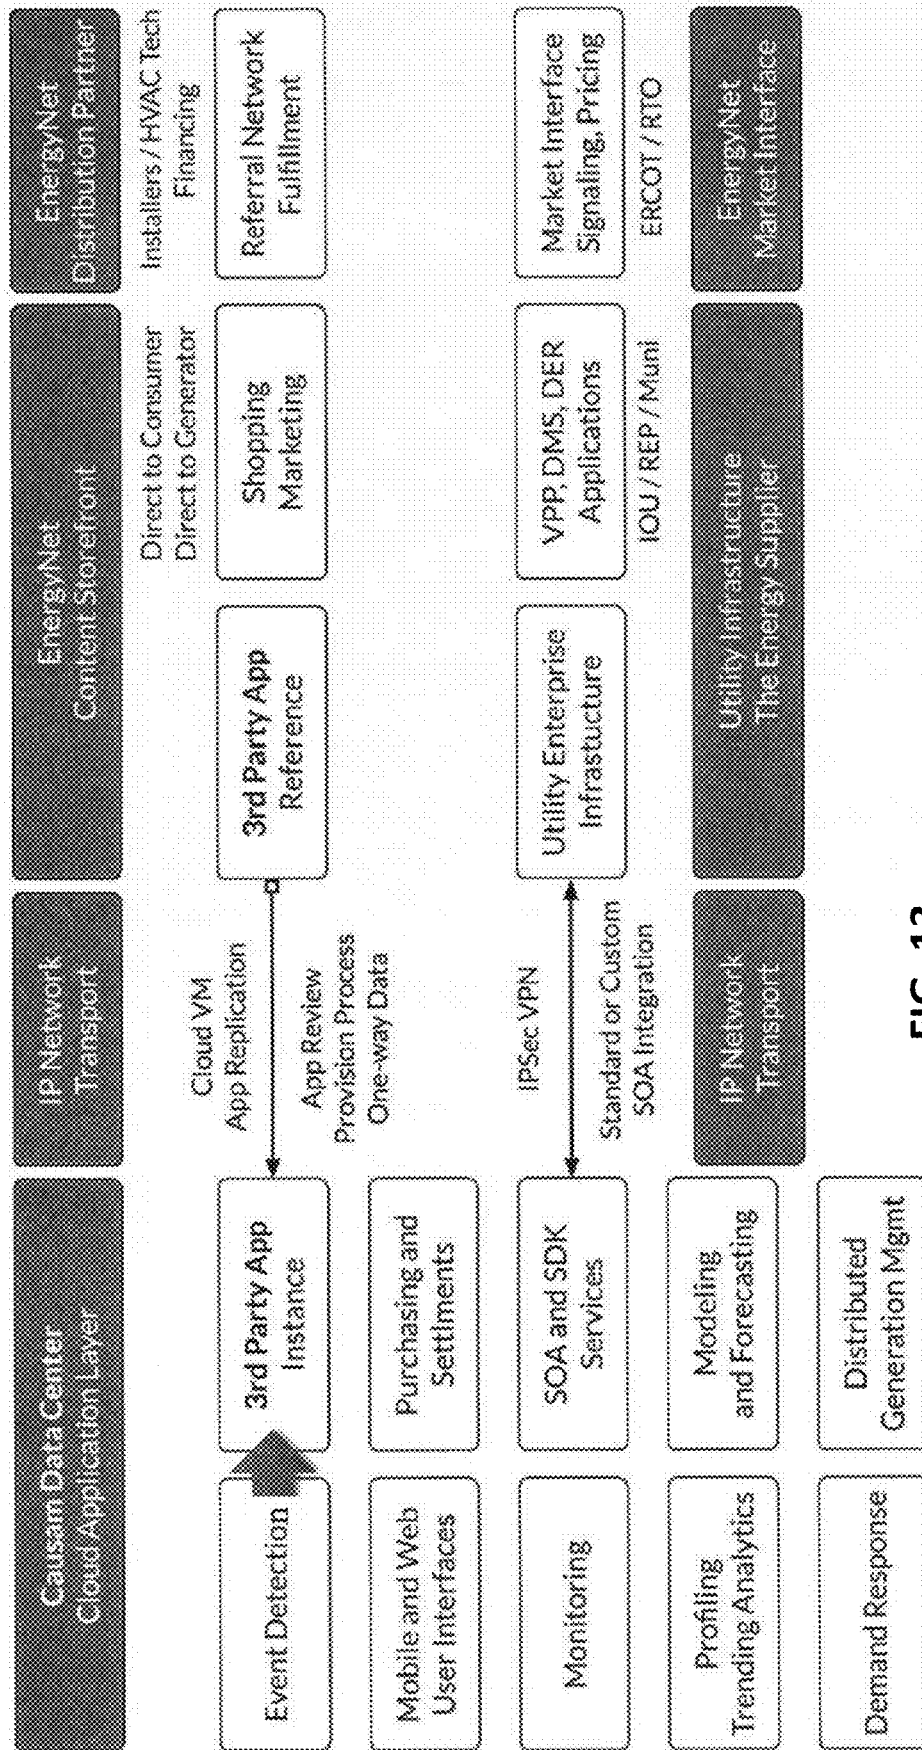 Causam Data Center
Cloud Application Layer
IP Network
Transport
EnergyNet
Content Storefront
EnergyNet
Distribution Partner
Direct to Consumer
Direct to Generator
Installers / HVAC Tech
Financing
Event Detection
3rd Party App
Instance
Cloud VM
App Replication
App Review
Provision Process
One-way Data
3rd Party App
Reference
Shopping
Marketing
Referral Network
Fulfillment
Mobile and Web
User Interfaces
Purchasing and
Settlments
Monitoring
SOA and SDK
Services
IPSec VPN
Standard or Custom
SOA Integration
Utility Enterprise
Infrastucture
VPP, DMS, DER
Applications
Market Interface
Signaling, Pricing
IOU / REP / Muni
ERCOT / RTO
Profiling
Trending Analytics
Modeling
and Forecasting
IP Network
Transport
Utility Infrastructure
The Energy Supplier
EnergyNet
Market Interface
Demand Response
Distributed
Generation Mgmt